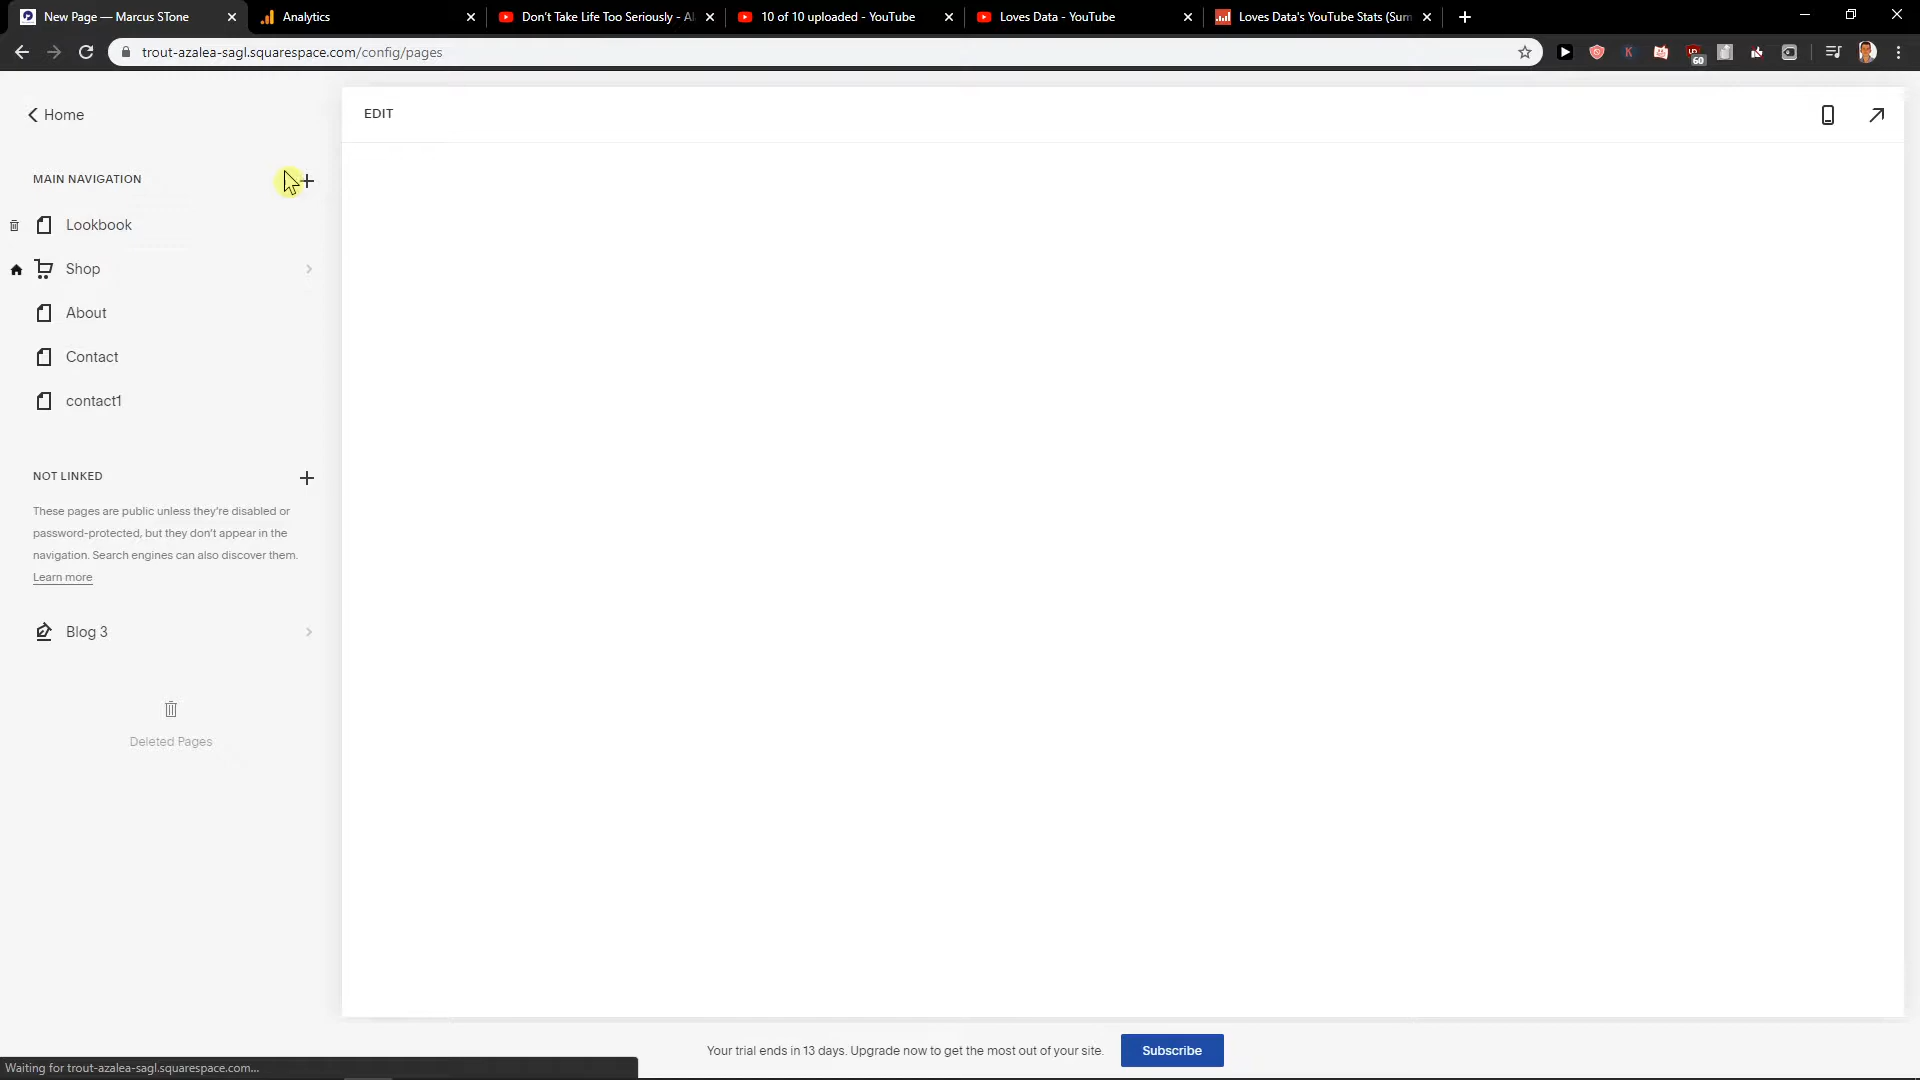 New Page — Marcus STone
Analytics
Don't Take Life Too Seriously - Al
10 of 10 uploaded - YouTube
Loves Data - YouTube
Loves Data's YouTube Stats (Sum
trout-azalea-sagl.squarespace.com/config/pages
60
Home
EDIT
MAIN NAVIGATION
Lookbook
Shop
About
Contact
contact1
NOT LINKED
These pages are public unless they're disabled or
password-protected, but they don't appear in the
navigation. Search engines can also discover them.
Learn more
Blog 3
Deleted Pages
Your trial ends in 13 days. Upgrade now to get the most out of your site.
Subscribe
Waiting for trout-azalea-sagl.squarespace.com...